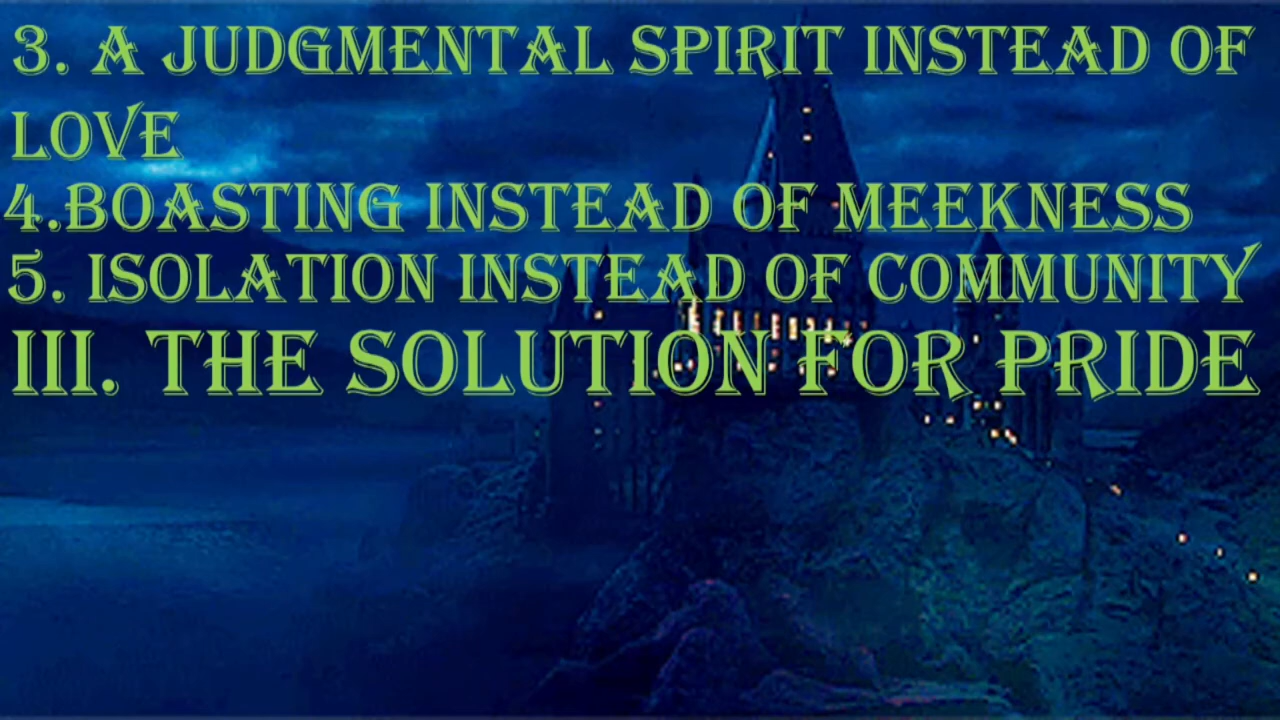 3. A JUDGMENTAL SPIRIT INSTEAD OF
LOVE
4.BOASTING INSTEAD OF MEEKNESS
5. ISOLATION INSTEAD OF COMMUNITY
III. THE SOLUTION FOR PRIDE